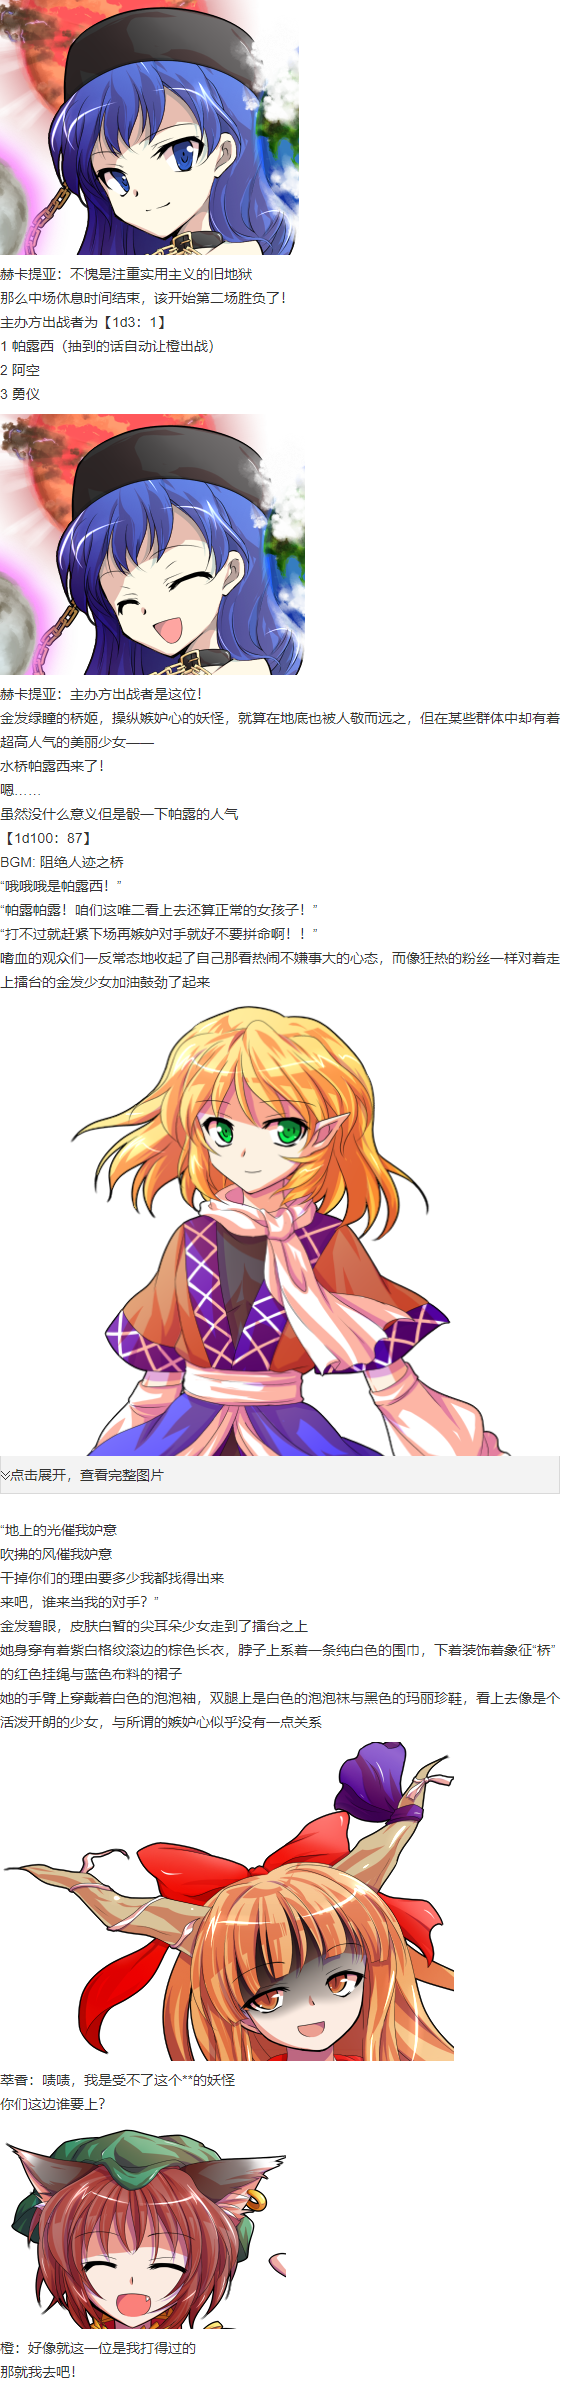 赫卡提亚：不愧是注重实用主义的旧地狱
那么中场休息时间结束，该开始第二场胜负了！
主办方出战者为【1d3：1】
1 帕露西（抽到的话自动让橙出战）
2 阿空
3 勇仪
赫卡提亚：主办方出战者是这位！
金发绿瞳的桥姬，操纵嫉妒心的妖怪，就算在地底也被人敬而远之，但在某些群体中却有着
超高人气的美丽少女——
水桥帕露西来了！
嗯……
虽然没什么意义但是骰一下帕露的人气
【1d100：87】
BGM: 阻绝人迹之桥
“哦哦哦是帕露西！”
“帕露帕露！咱们这唯二看上去还算正常的女孩子！”
“打不过就赶紧下场再嫉妒对手就好不要拼命啊！！”
嗜血的观众们一反常态地收起了自己那看热闹不嫌事大的心态，而像狂热的粉丝一样对着走
上擂台的金发少女加油鼓劲了起来
点击展开，查看完整图片
“地上的光催我妒意
吹拂的风催我妒意
干掉你们的理由要多少我都找得出来
来吧，谁来当我的对手？”
金发碧眼，皮肤白皙的尖耳朵少女走到了擂台之上
她身穿有着紫白格纹滚边的棕色长衣，脖子上系着一条纯白色的围巾，下着装饰着象征“桥”
的红色挂绳与蓝色布料的裙子
她的手臂上穿戴着白色的泡泡袖，双腿上是白色的泡泡袜与黑色的玛丽珍鞋，看上去像是个
活泼开朗的少女，与所谓的嫉妒心似乎没有一点关系
萃香：啧啧，我是受不了这个**的妖怪
你们这边谁要上？
橙：好像就这一位是我打得过的
那就我去吧！